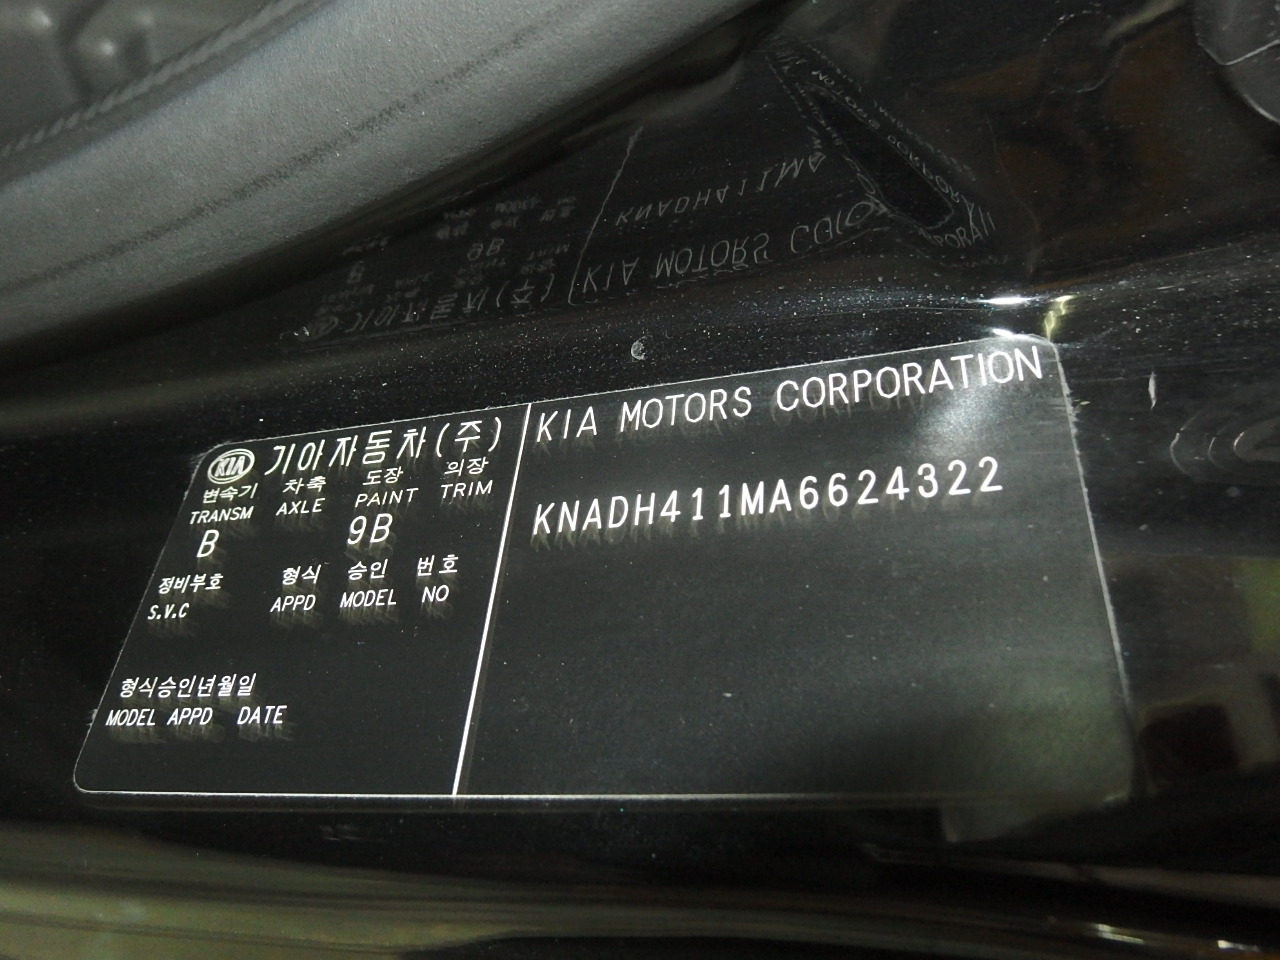 KIA 기아자동차(주)
변속기 차축 도장 의장
TRANSM AXLE PAINT TRIM
B 9B
정비부호 형식 승인 번호
S.V.C APPD MODEL NO
형식승인년월일
MODEL APPD DATE
KIA MOTORS CORPORATION
KNADH411MA6624322